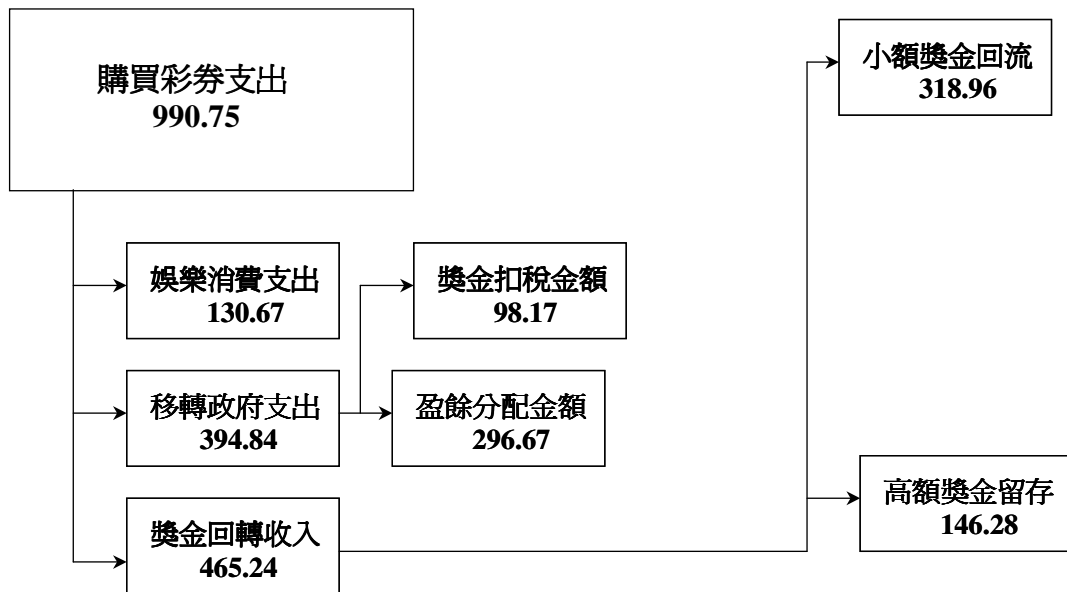 購買彩券支出
990.75
小額獎金回流
318.96
娛樂消費支出
130.67
獎金扣稅金額
98.17
移轉政府支出
394.84
盈餘分配金額
296.67
獎金回轉收入
465.24
高額獎金留存
146.28